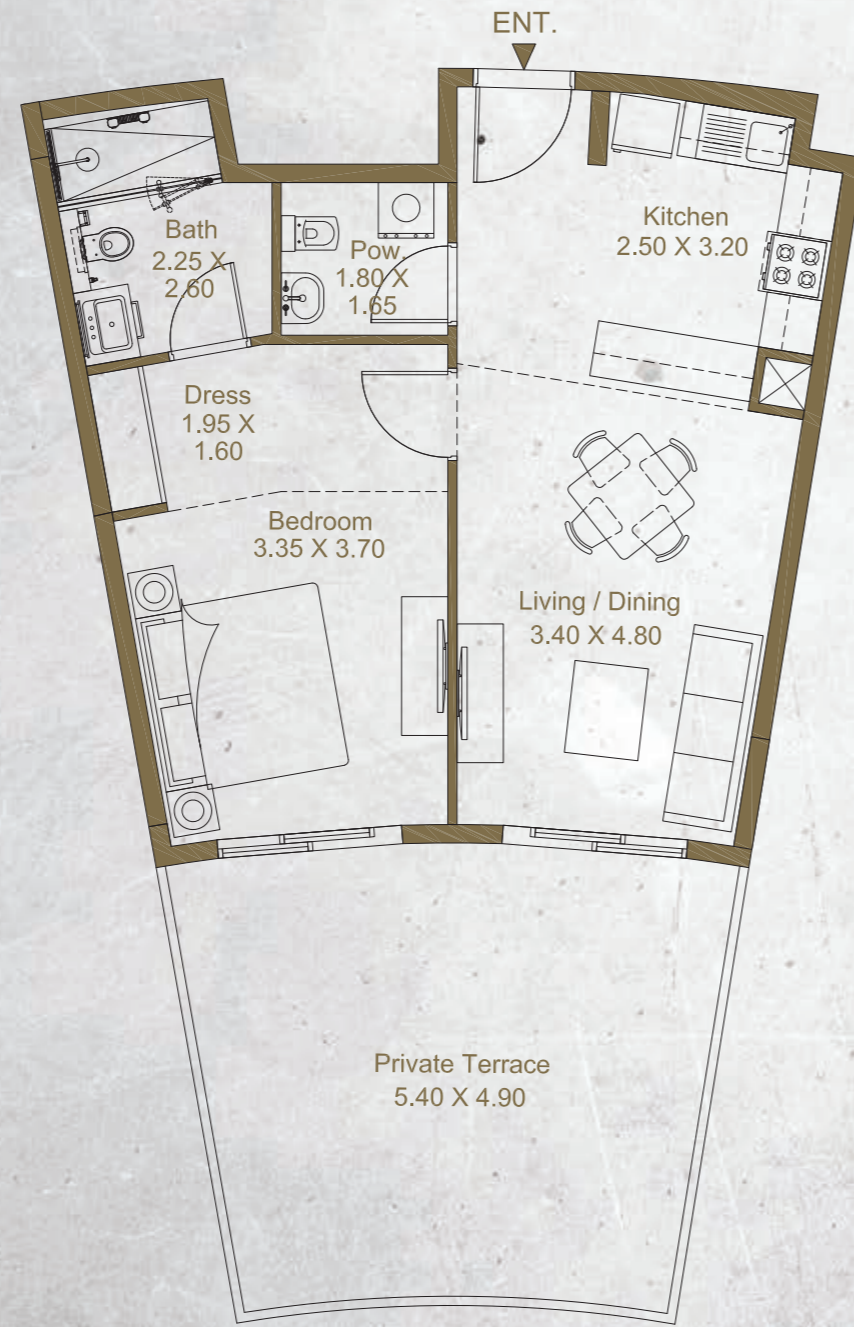 ENT.
Kitchen
2.50 X 3.20
Bath
2.25 X
2.60
Pow.
1.80 X
1.65
Dress
1.95 X
1.60
Bedroom
3.35 X 3.70
Living / Dining
3.40 X 4.80
Private Terrace
5.40 X 4.90